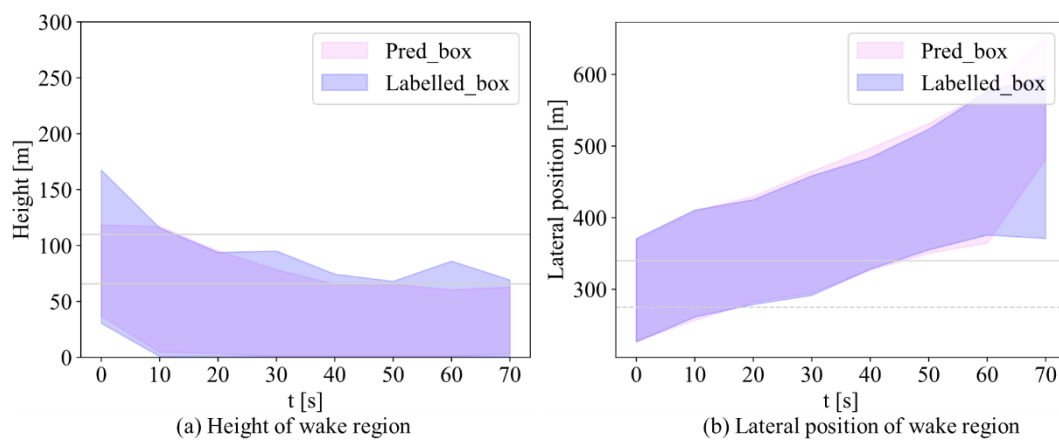 300
250
200
150
100
50
0
Height [m]
Pred_box
Labelled_box
0 10 20 30 40 50 60 70
t [s]
(a) Height of wake region
600
500
400
300
Lateral position [m]
Pred_box
Labelled_box
0 10 20 30 40 50 60 70
t [s]
(b) Lateral position of wake region